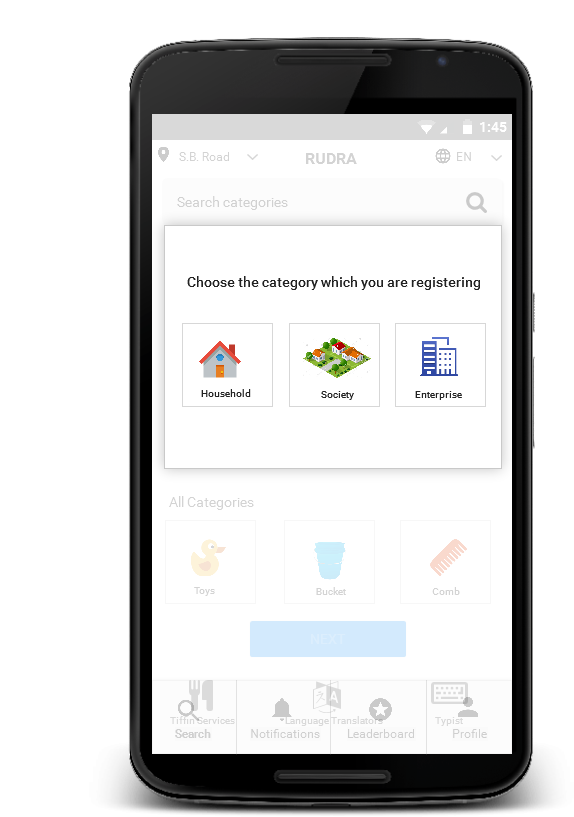 1:45
S.B. Road
RUDRA
EN
Search categories
Choose the category which you are registering
Household
Society
Enterprise
All Categories
Toys
Bucket
Comb
NEXT
Tiffin Services
Language Translators
Typist
Search
Notifications
Leaderboard
Profile